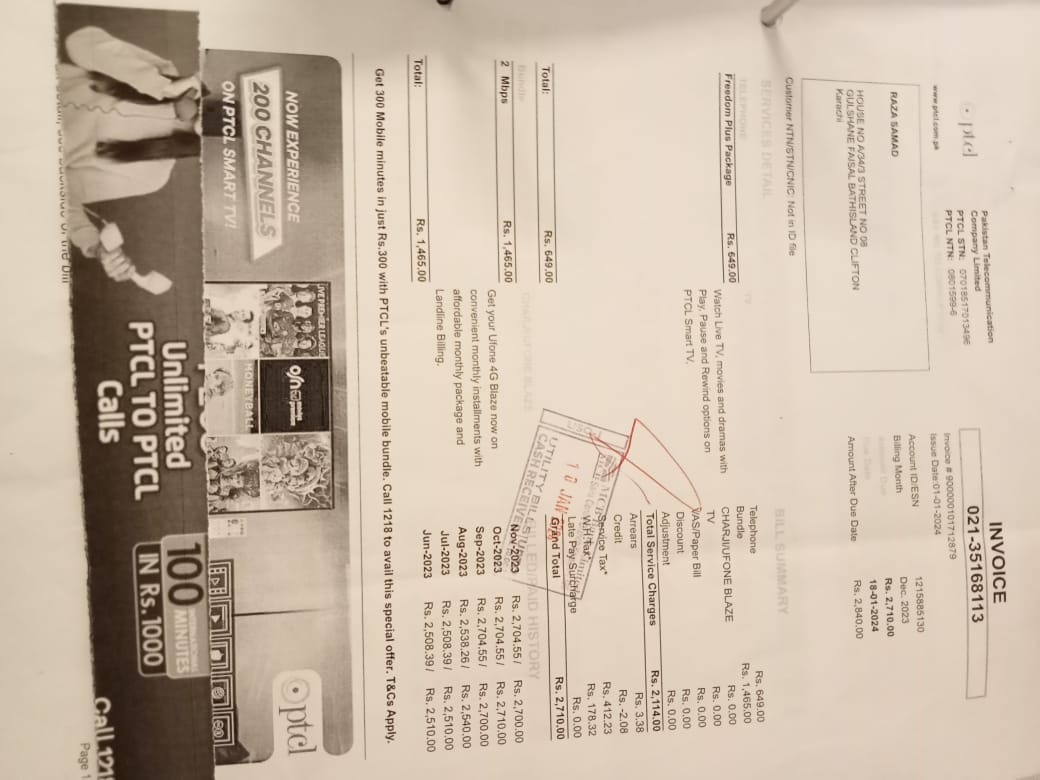 INVOICE
021-35168113
ptcl
www.ptcl.com.pk
Pakistan Telecommunication
Company Limited
PTCL STN: 0701851701349
PTCL NTN: 0801599-6
Invoice # 900000101712879
Issue Date:01-01-2024
RAZA SAMAD
HOUSE NO A/34/3 STREET NO 08
GULSHANE FAISAL BATHISLAND CLIFTON
Karachi
Account ID/ESN 1215885130
Billing Month Dec. 2023
Rs. 2,710.00
18-01-2024
Amount After Due Date Rs. 2,840.00
Customer NTN/STN/CNIC: Not in ID file
SERVICES DETAIL
BILL SUMMARY
TELEPHONE
TV
Freedom Plus Package Rs. 649.00
Total: Rs. 649.00
Watch Live TV, movies and dramas with
Play, Pause and Rewind options on
PTCL Smart TV.
Telephone Rs. 649.00
Bundle Rs. 1,465.00
CHARJI/UFONE BLAZE Rs. 0.00
TV Rs. 0.00
VAS/Paper Bill Rs. 0.00
Discount Rs. 0.00
Adjustment Rs. 0.00
Total Service Charges Rs. 2,114.00
Arrears Rs. 3.38
Credit Rs. -2.08
Service Tax* Rs. 412.23
W.H.Tax* Rs. 178.32
Late Pay Surcharge Rs. 0.00
Grand Total Rs. 2,710.00
UTILITY BILL
CASH RECEIVED
10 JAN
Bundle
2 Mbps Rs. 1,465.00
Total: Rs. 1,465.00
Get your Ufone 4G Blaze now on
convenient monthly installments with
affordable monthly package and
Landline Billing.
BILLED/PAID HISTORY
Nov-2023 Rs. 2,704.55/ Rs. 2,700.00
Oct-2023 Rs. 2,704.55/ Rs. 2,710.00
Sep-2023 Rs. 2,704.55/ Rs. 2,700.00
Aug-2023 Rs. 2,538.26/ Rs. 2,540.00
Jul-2023 Rs. 2,508.39/ Rs. 2,510.00
Jun-2023 Rs. 2,508.39/ Rs. 2,510.00
Get 300 Mobile minutes in just Rs.300 with PTCL's unbeatable mobile bundle. Call 1218 to avail this special offer. T&Cs Apply.
NOW EXPERIENCE
200 CHANNELS
ON PTCL SMART TV!
MONEYBALL
ptcl
Unlimited
PTCL TO PTCL
Calls
100
MINUTES
IN Rs.1000
Call 121
Page 1